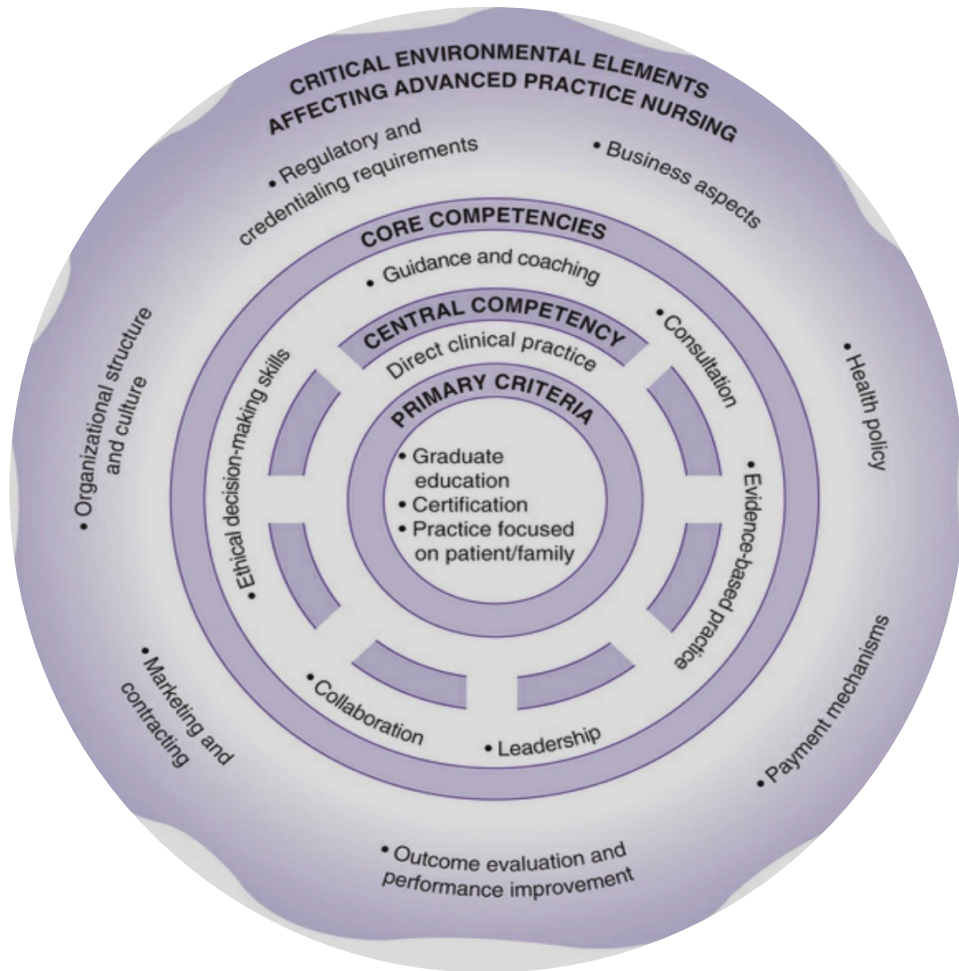 CRITICAL ENVIRONMENTAL ELEMENTS
AFFECTING ADVANCED PRACTICE NURSING
• Regulatory and
credentialing requirements
• Business aspects
• Health policy
• Payment mechanisms
• Outcome evaluation and
performance improvement
• Marketing and
contracting
• Organizational structure
and culture
CORE COMPETENCIES
• Guidance and coaching
• Consultation
• Evidence-based practice
• Leadership
• Collaboration
• Ethical decision-making skills
CENTRAL COMPETENCY
Direct clinical practice
PRIMARY CRITERIA
• Graduate
education
• Certification
• Practice focused
on patient/family